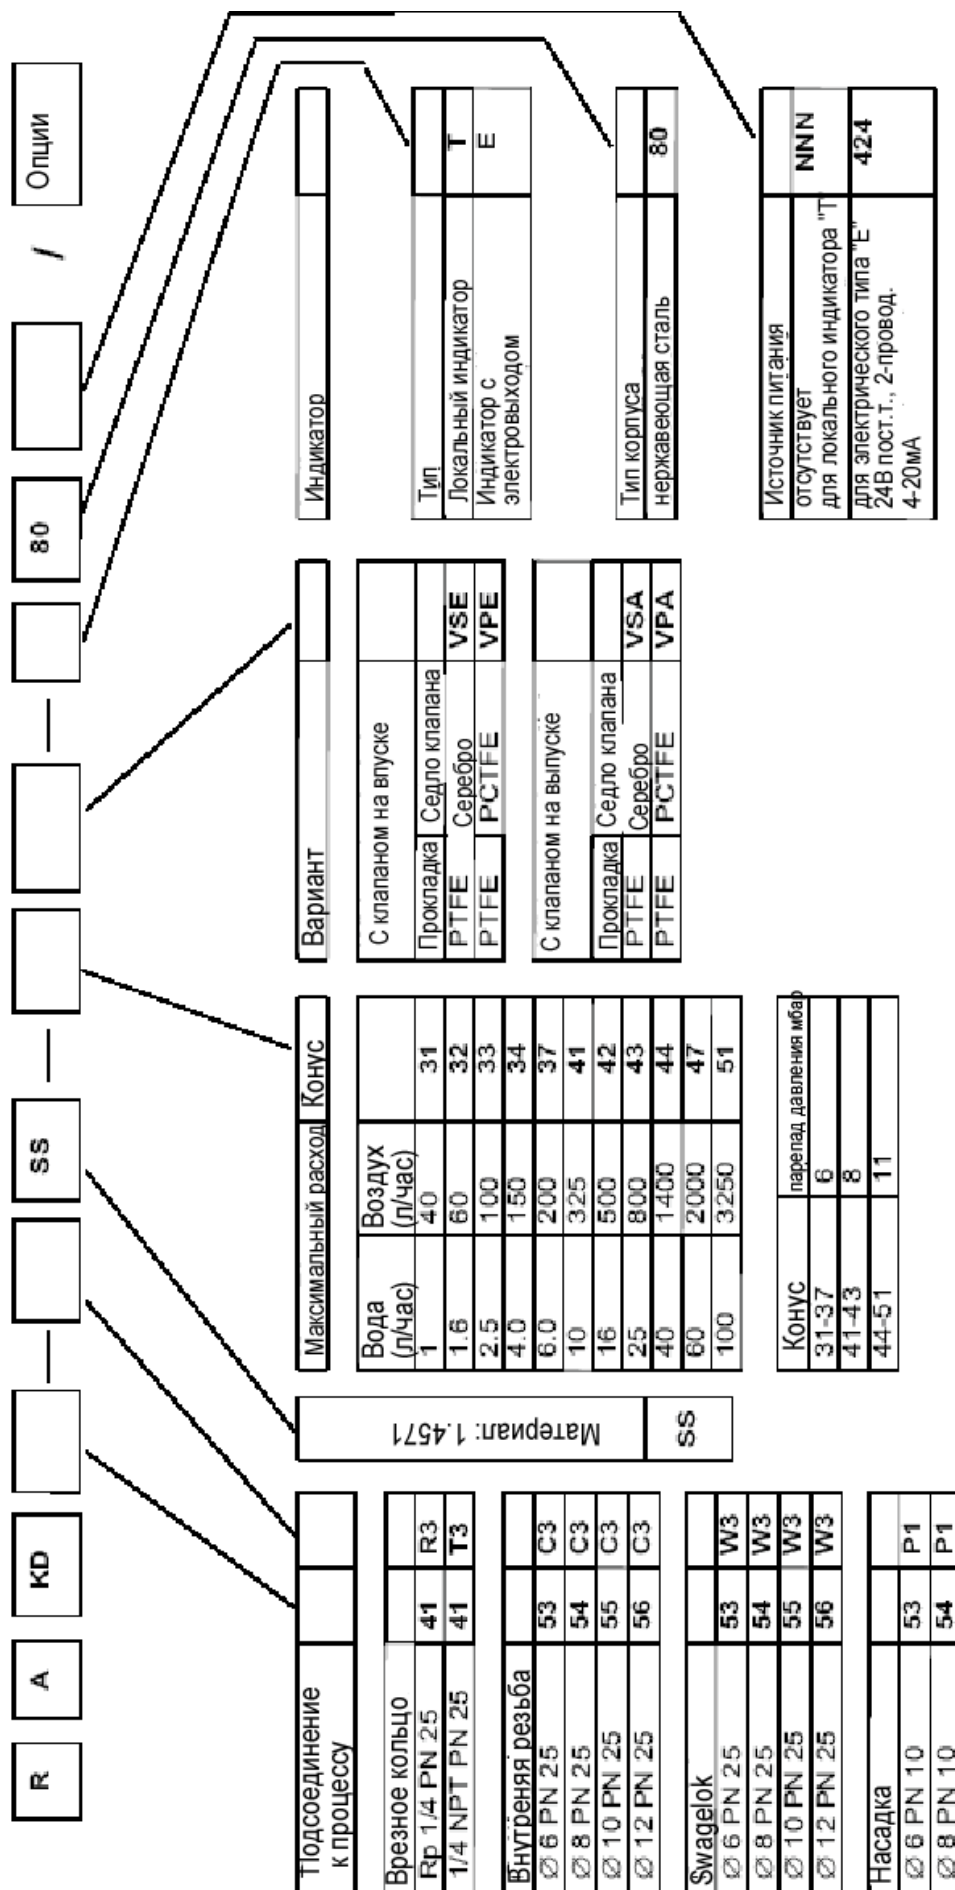 R A KD SS 80 / Опции
Подсоединение
к процессу
Врезное кольцо
Rp 1/4 PN 25 41 R3
1/4 NPT PN 25 41 T3
Внутреняя резьба
∅ 6 PN 25 53 C3
∅ 8 PN 25 54 C3
∅ 10 PN 25 55 C3
∅ 12 PN 25 56 C3
Swagelok
∅ 6 PN 25 53 W3
∅ 8 PN 25 54 W3
∅ 10 PN 25 55 W3
∅ 12 PN 25 56 W3
Насадка
∅ 6 PN 10 53 P1
∅ 8 PN 10 54 P1
Материал: 1.4571 SS
Максимальный расход Конус
Вода Воздух
(л/час) (п/час)
1 40 31
1.6 60 32
2.5 100 33
4.0 150 34
6.0 200 37
10 325 41
16 500 42
25 800 43
40 1400 44
60 2000 47
100 3250 51
Конус парепад давления мбар
31-37 6
41-43 8
44-51 11
Вариант
С клапаном на впуске
Прокладка Седло клапана
PTFE Серебро VSE
PTFE PCTFE VPE
С клапаном на выпуске
Прокладка Седло клапана
PTFE Серебро VSA
PTFE PCTFE VPA
Индикатор
Тип
Локальный индикатор T
Индикатор с E
электровыходом
Тип корпуса
нержавеющая сталь 80
Источник питания
отсутствует NNN
для локального индикатора "T"
для электрического типа "E" 424
24В пост.т., 2-провод.
4-20мА